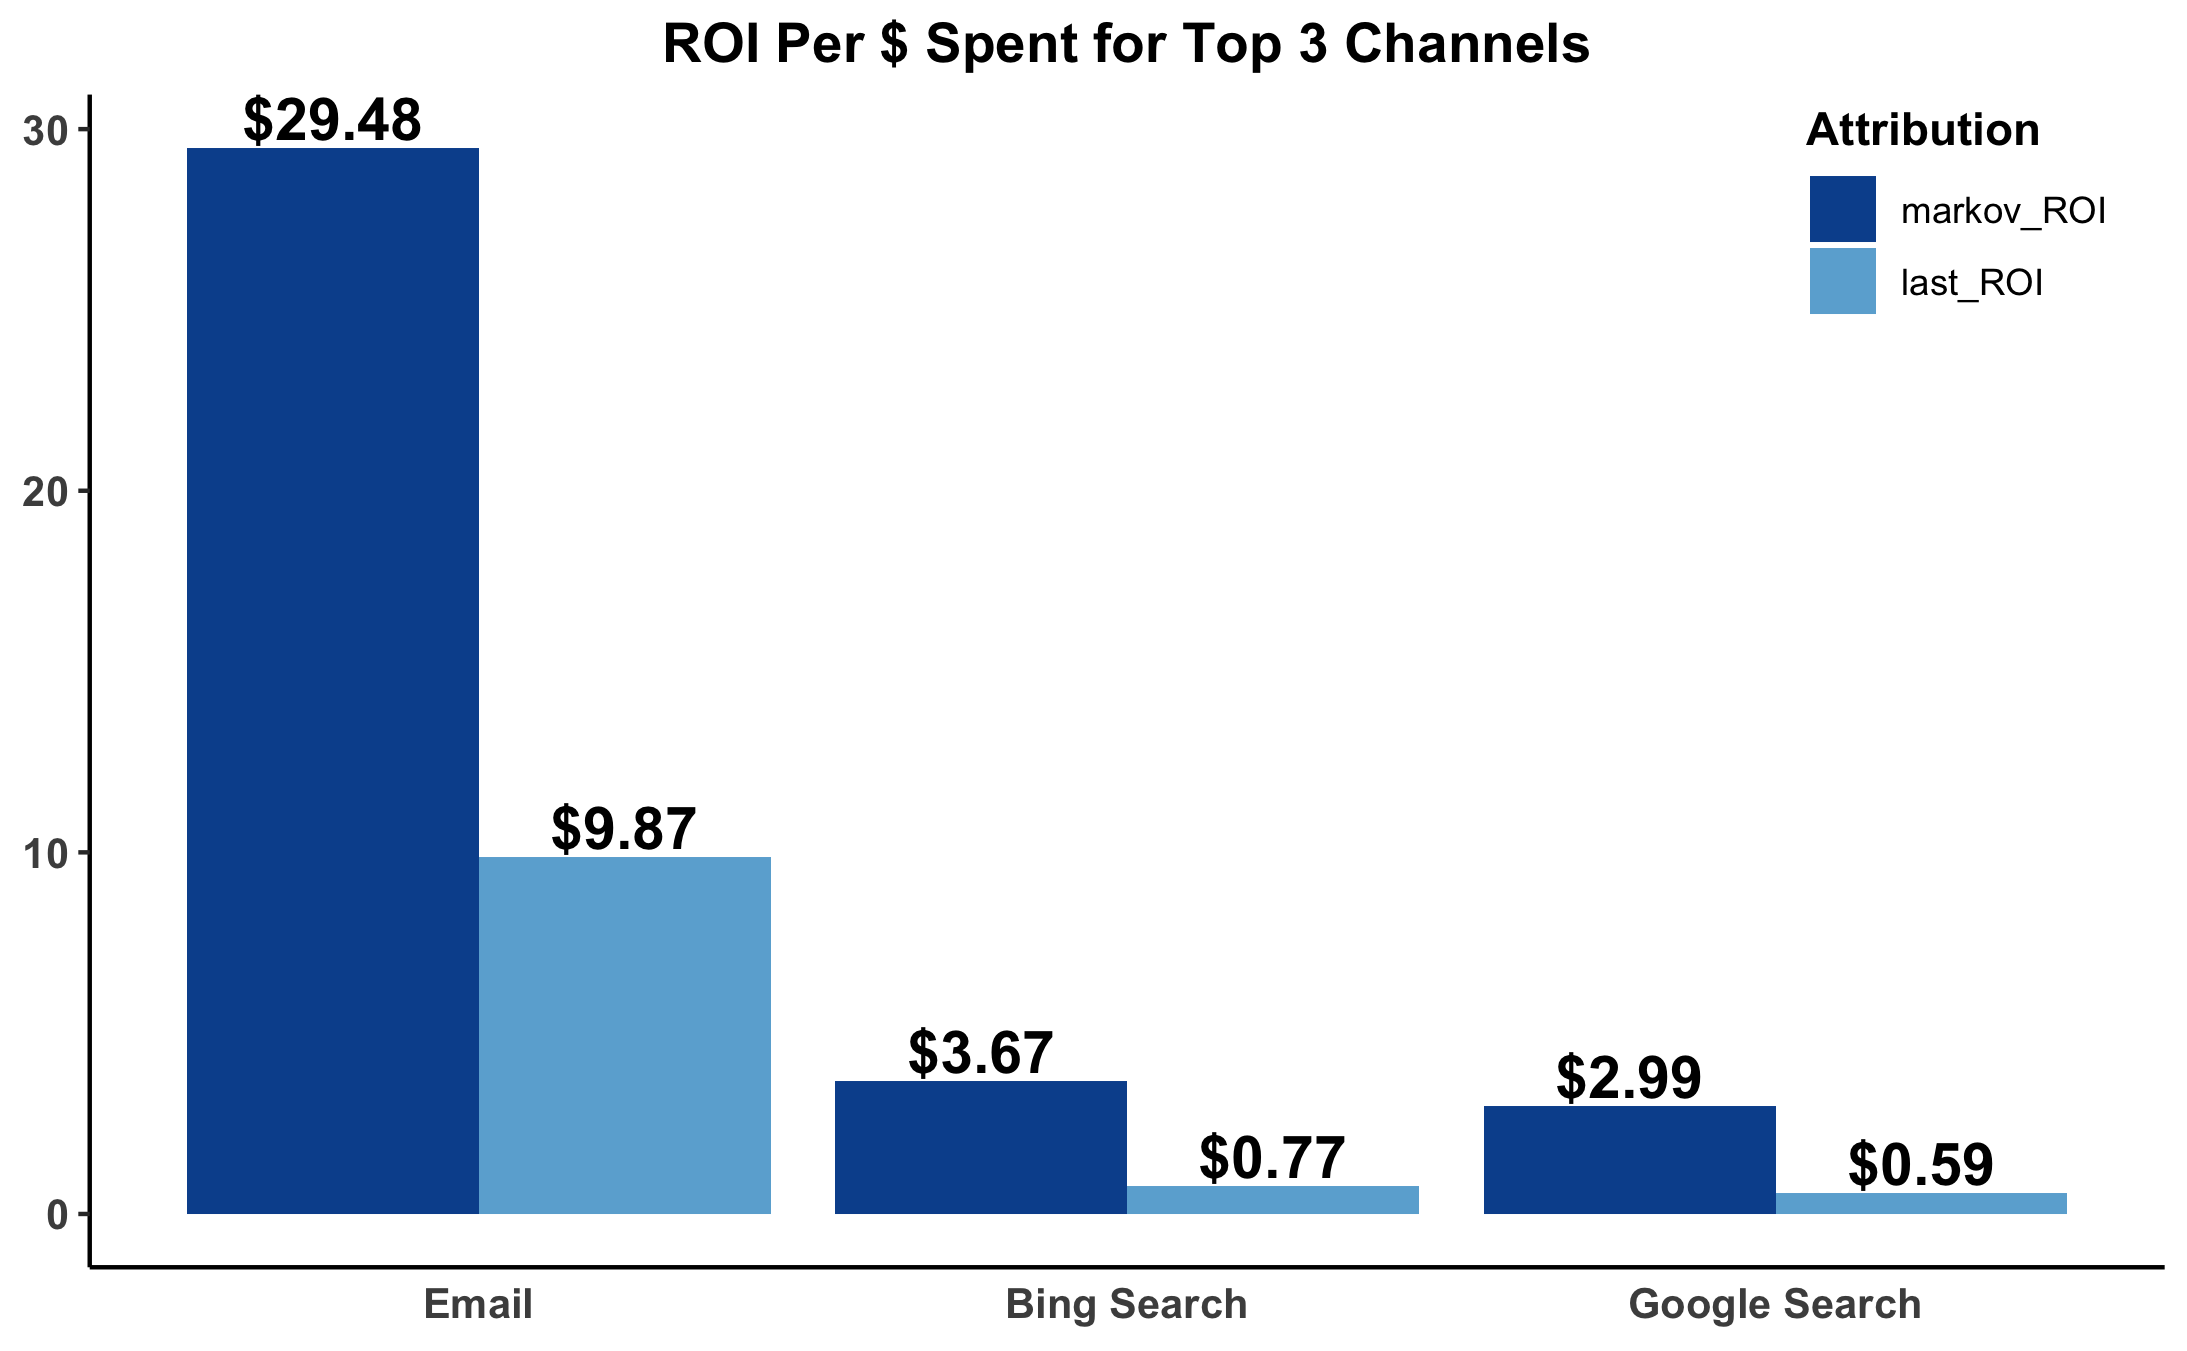 ROI Per $ Spent for Top 3 Channels
30
20
10
0
$29.48
$9.87
$3.67
$0.77
$2.99
$0.59
Attribution
markov_ROI
last_ROI
Email
Bing Search
Google Search